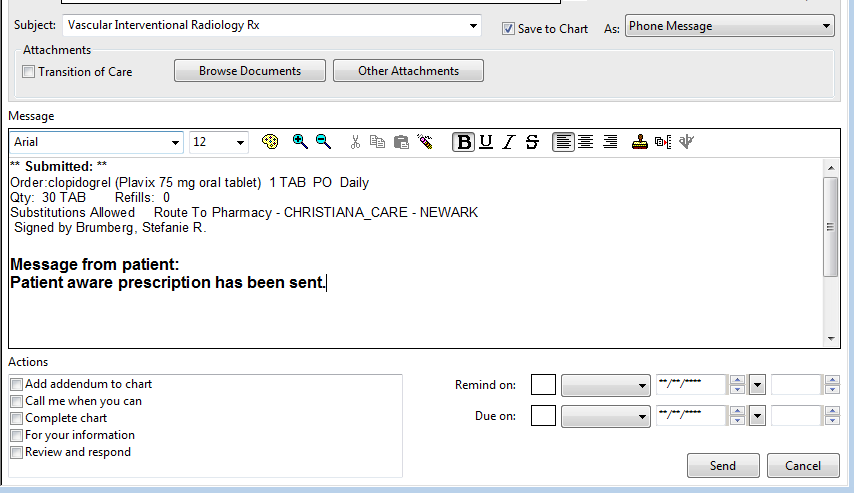 Subject: Vascular Interventional Radiology Rx Save to Chart As: Phone Message
Attachments
Transition of Care Browse Documents Other Attachments
Message
Arial 12 B U I S
** Submitted: **
Order:clopidogrel (Plavix 75 mg oral tablet) 1 TAB PO Daily
Qty: 30 TAB Refills: 0
Substitutions Allowed Route To Pharmacy - CHRISTIANA_CARE - NEWARK
Signed by Brumberg, Stefanie R.
Message from patient:
Patient aware prescription has been sent.
Actions
Add addendum to chart
Call me when you can
Complete chart
For your information
Review and respond
Remind on: **/**/****
Due on: **/**/****
Send Cancel